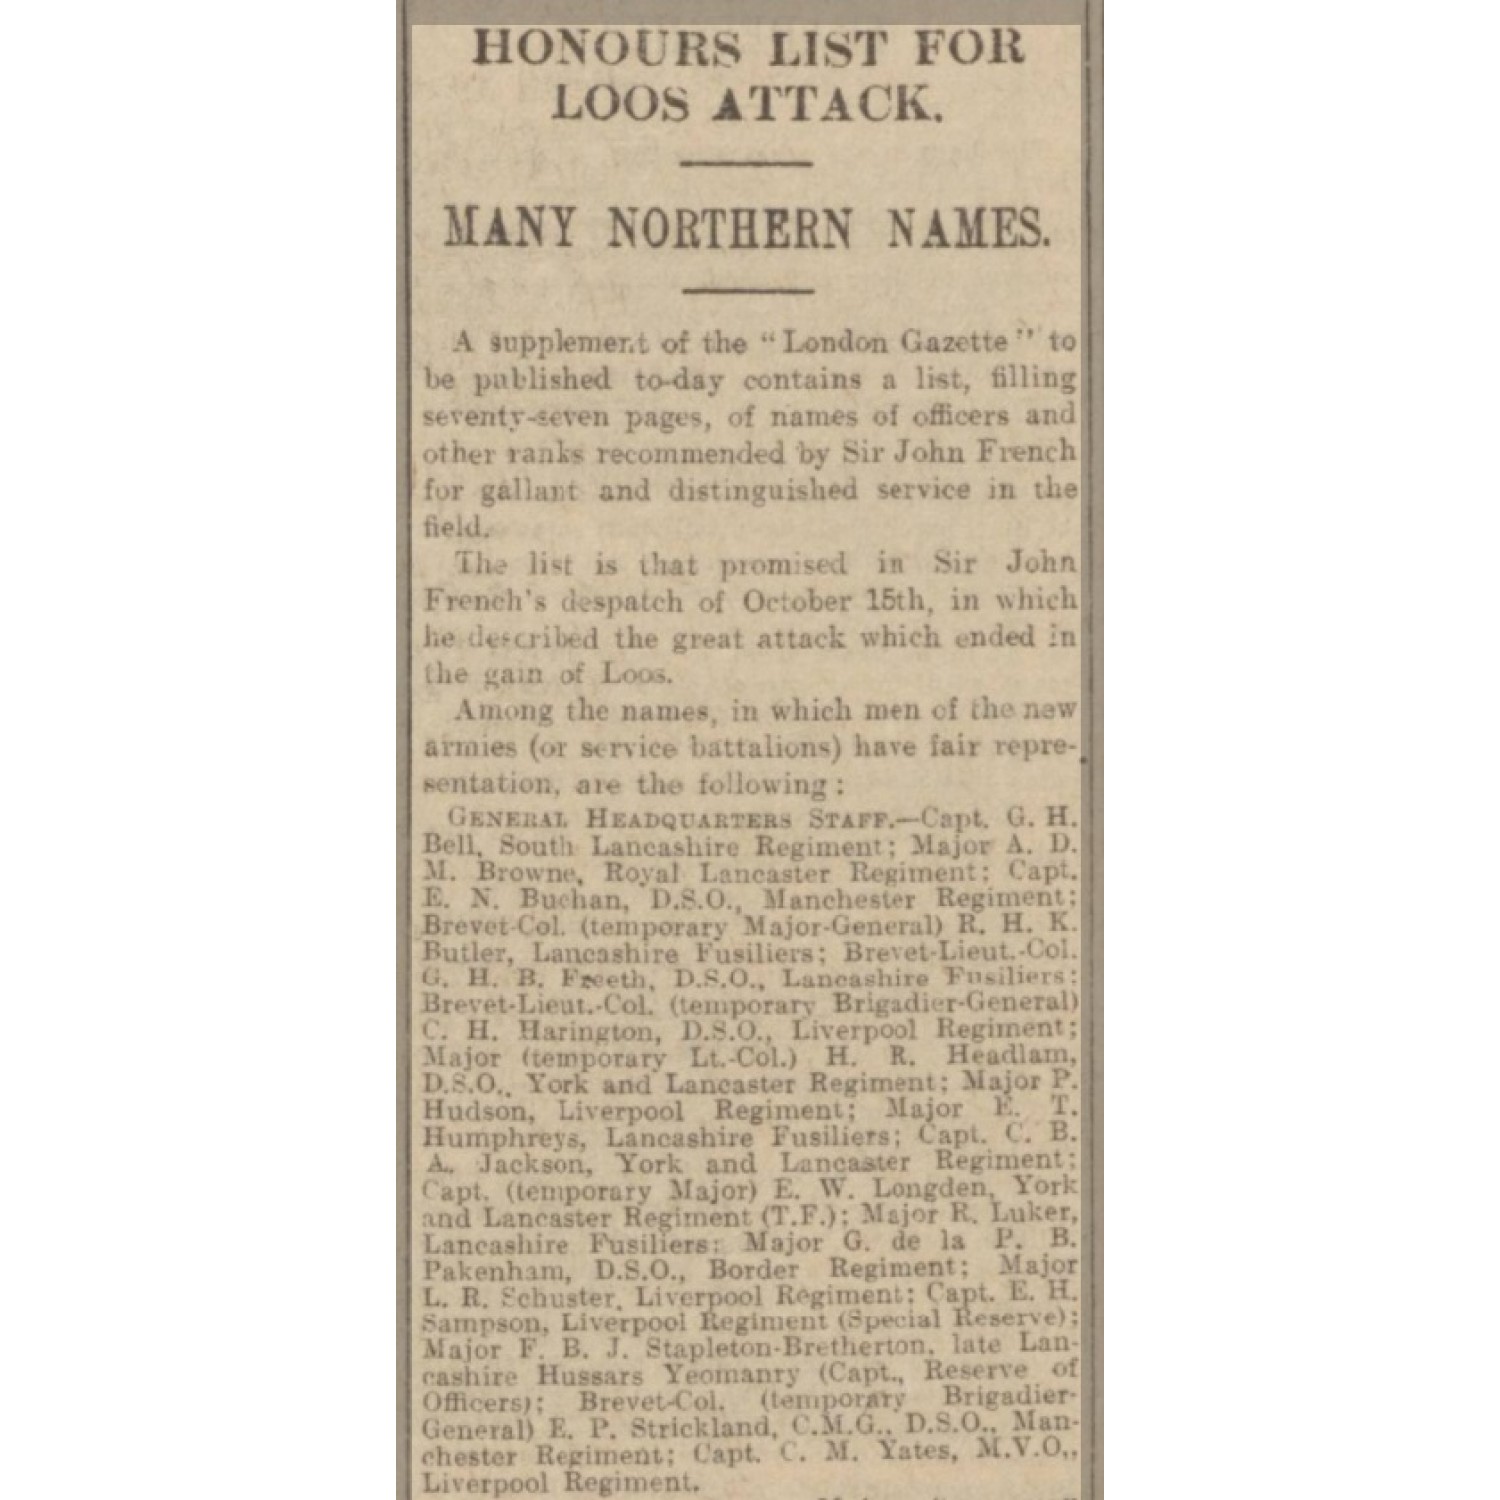 HONOURS LIST FOR
LOOS ATTACK.
MANY NORTHERN NAMES.
A supplement of the "London Gazette" to
be published to-day contains a list, filling
seventy-seven pages, of names of officers and
other ranks recommended by Sir John French
for gallant and distinguished service in the
field.
The list is that promised in Sir John
French's despatch of October 15th, in which
he described the great attack which ended in
the gain of Loos.
Among the names, in which men of the new
armies (or service battalions) have fair repre-
sentation, are the following:
GENERAL HEADQUARTERS STAFF.—Capt. G. H.
Bell, South Lancashire Regiment; Major A. D.
M. Browne, Royal Lancaster Regiment; Capt.
E. N. Buchan, D.S.O., Manchester Regiment;
Brevet-Col. (temporary Major-General) R. H. K.
Butler, Lancashire Fusiliers; Brevet-Lieut.-Col.
G. H. B. Freeth, D.S.O., Lancashire Fusiliers;
Brevet-Lieut.-Col. (temporary Brigadier-General)
C. H. Harington, D.S.O., Liverpool Regiment;
Major (temporary Lt.-Col.) H. R. Headlam,
D.S.O., York and Lancaster Regiment; Major P.
Hudson, Liverpool Regiment; Major E. T.
Humphreys, Lancashire Fusiliers; Capt. C. B.
A. Jackson, York and Lancaster Regiment;
Capt. (temporary Major) E. W. Longden, York
and Lancaster Regiment (T.F.); Major R. Luker,
Lancashire Fusiliers; Major G. de la P. B.
Pakenham, D.S.O., Border Regiment; Major
L. R. Schuster, Liverpool Regiment; Capt. E. H.
Sampson, Liverpool Regiment (Special Reserve);
Major F. B. J. Stapleton-Bretherton, late Lan-
cashire Hussars Yeomanry (Capt., Reserve of
Officers); Brevet-Col. (temporary Brigadier-
General) E. P. Strickland, C.M.G., D.S.O., Man-
chester Regiment; Capt. C. M. Yates, M.V.O.,
Liverpool Regiment.